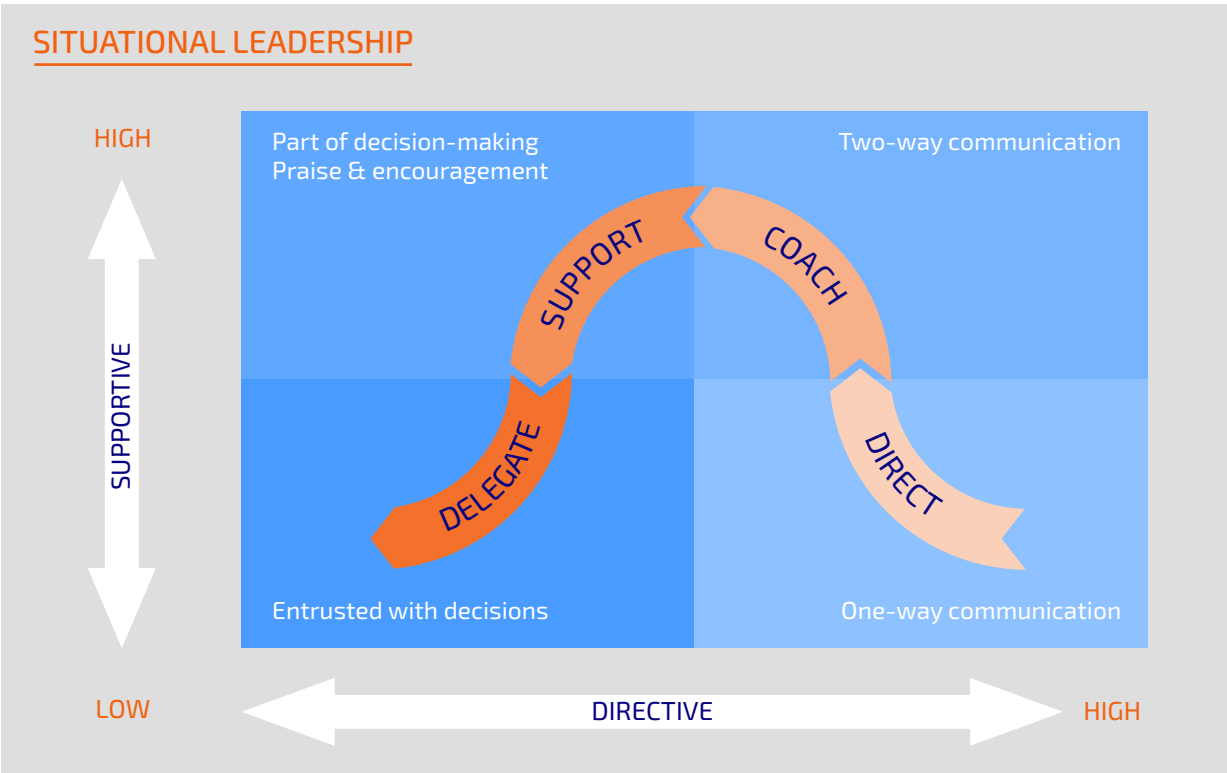 SITUATIONAL LEADERSHIP
HIGH
Part of decision-making
Praise & encouragement
Two-way communication
SUPPORT
COACH
SUPPORTIVE
DELEGATE
DIRECT
Entrusted with decisions
One-way communication
LOW
DIRECTIVE
HIGH